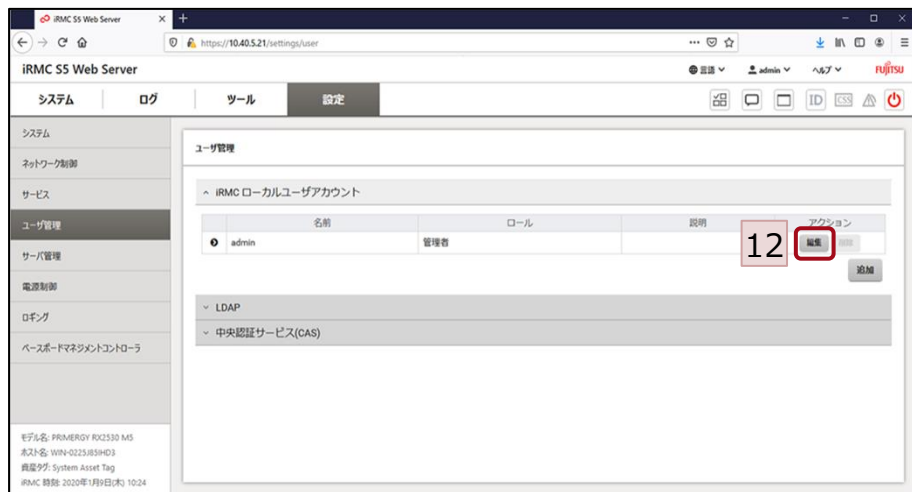 iRMC S5 Web Server
https://10.40.5.21/settings/user
iRMC S5 Web Server
言語
admin
ヘルプ
FUJITSU
システム
ログ
ツール
設定
ID
CSS
システム
ネットワーク制御
サービス
ユーザ管理
サーバ管理
電源制御
ロギング
ベースボードマネジメントコントローラ
ユーザ管理
iRMC ローカルユーザアカウント
名前 ロール 説明 アクション
admin 管理者 編集 削除
12
追加
LDAP
中央認証サービス(CAS)
モデル名: PRIMERGY RX2530 M5
ホスト名: WIN-0225J85IHD3
資産タグ: System Asset Tag
iRMC 時刻: 2020年1月9日(木) 10:24